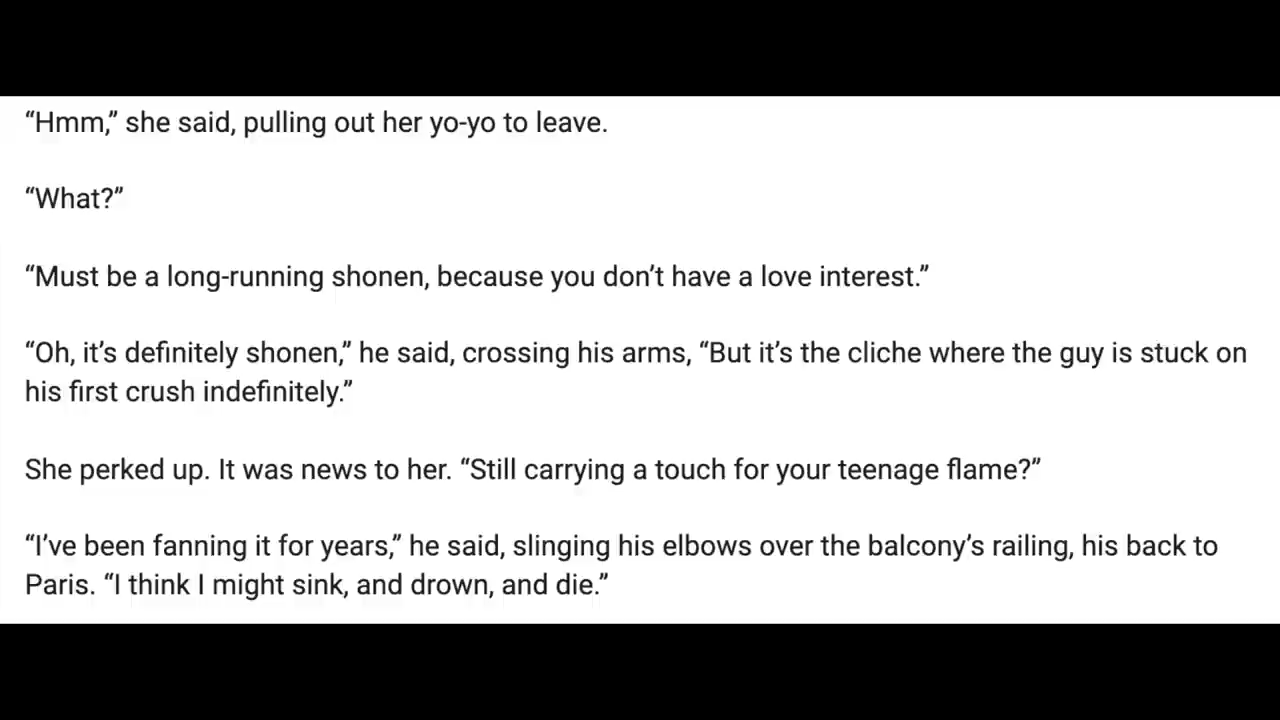 “Hmm,” she said, pulling out her yo-yo to leave.
“What?”
“Must be a long-running shonen, because you don’t have a love interest.”
“Oh, it’s definitely shonen,” he said, crossing his arms, “But it’s the cliche where the guy is stuck on
his first crush indefinitely.”
She perked up. It was news to her. “Still carrying a touch for your teenage flame?”
“I’ve been fanning it for years,” he said, slinging his elbows over the balcony’s railing, his back to
Paris. “I think I might sink, and drown, and die.”